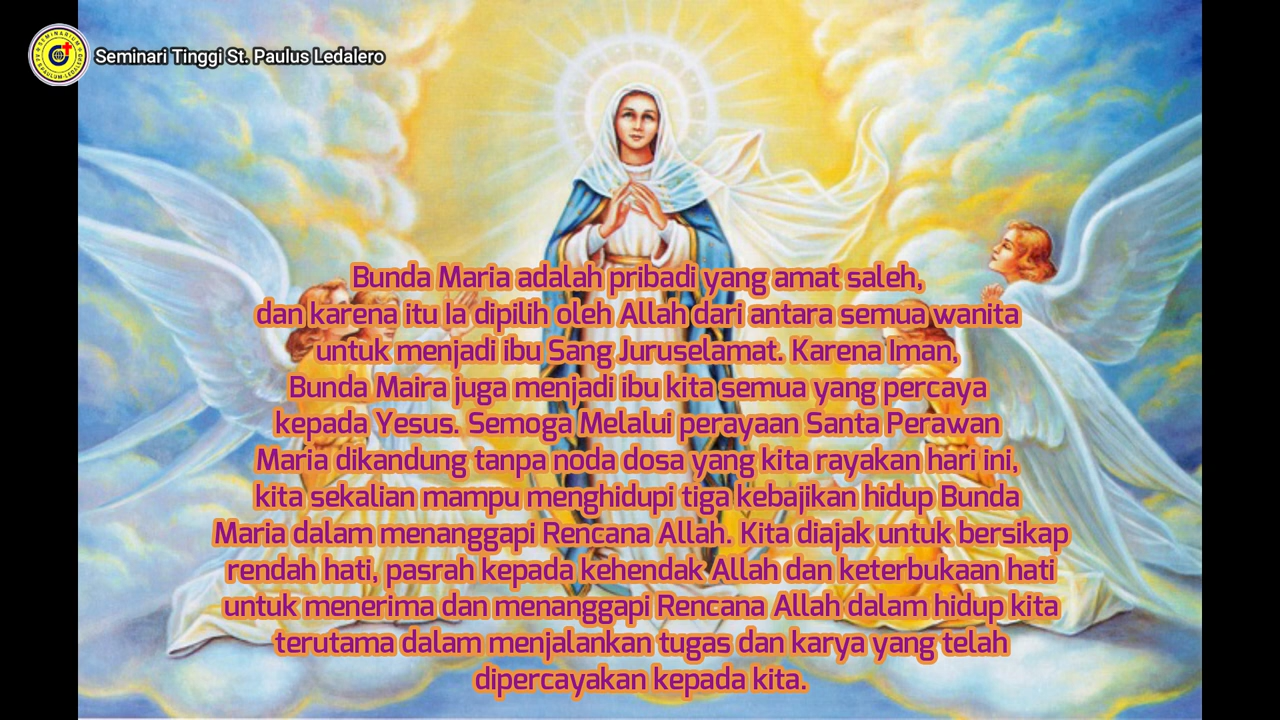 Seminari Tinggi St. Paulus Ledalero
Bunda Maria adalah pribadi yang amat saleh,
dan karena itu Ia dipilih oleh Allah dari antara semua wanita
untuk menjadi ibu Sang Juruselamat. Karena Iman,
Bunda Maira juga menjadi ibu kita semua yang percaya
kepada Yesus. Semoga Melalui perayaan Santa Perawan
Maria dikandung tanpa noda dosa yang kita rayakan hari ini,
kita sekalian mampu menghidupi tiga kebajikan hidup Bunda
Maria dalam menanggapi Rencana Allah. Kita diajak untuk bersikap
rendah hati, pasrah kepada kehendak Allah dan keterbukaan hati
untuk menerima dan menanggapi Rencana Allah dalam hidup kita
terutama dalam menjalankan tugas dan karya yang telah
dipercayakan kepada kita.